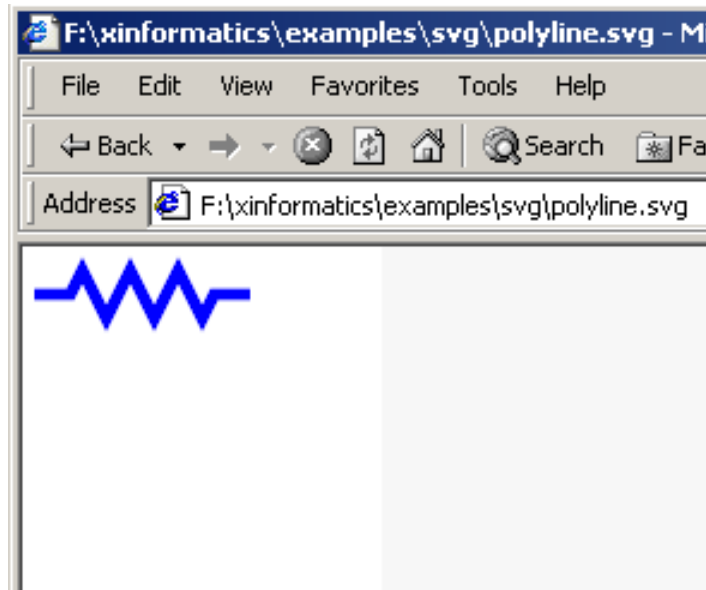 F:\xinformatics\examples\svg\polyline.svg - M
File Edit View Favorites Tools Help
Back Search Fa
Address F:\xinformatics\examples\svg\polyline.svg